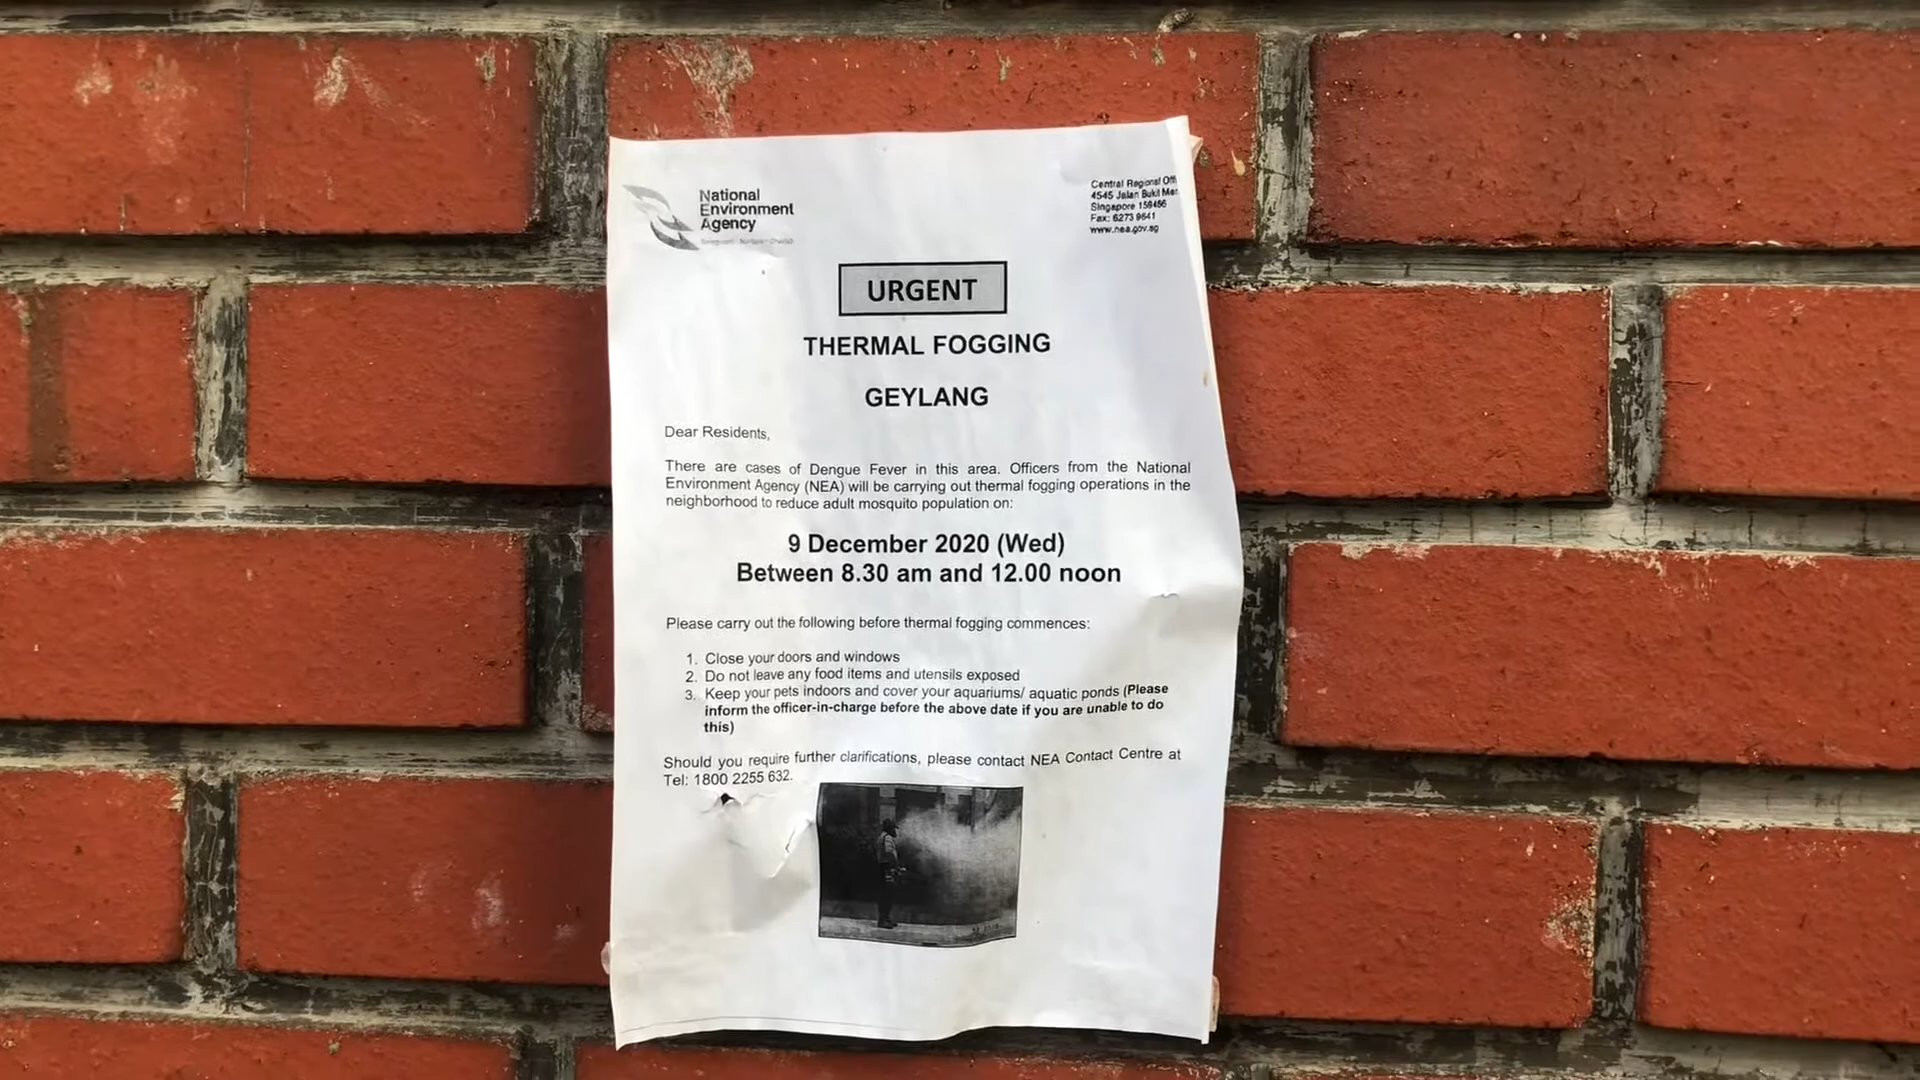 National
Environment
Agency
Safeguard · Nurture · Cherish
Central Regional Off
4545 Jalan Bukit Mer
Singapore 159466
Fax: 6273 9641
www.nea.gov.sg
URGENT
THERMAL FOGGING
GEYLANG
Dear Residents,
There are cases of Dengue Fever in this area. Officers from the National
Environment Agency (NEA) will be carrying out thermal fogging operations in the
neighborhood to reduce adult mosquito population on:
9 December 2020 (Wed)
Between 8.30 am and 12.00 noon
Please carry out the following before thermal fogging commences:
1. Close your doors and windows
2. Do not leave any food items and utensils exposed
3. Keep your pets indoors and cover your aquariums/ aquatic ponds (Please
inform the officer-in-charge before the above date if you are unable to do
this)
Should you require further clarifications, please contact NEA Contact Centre at
Tel: 1800 2255 632.